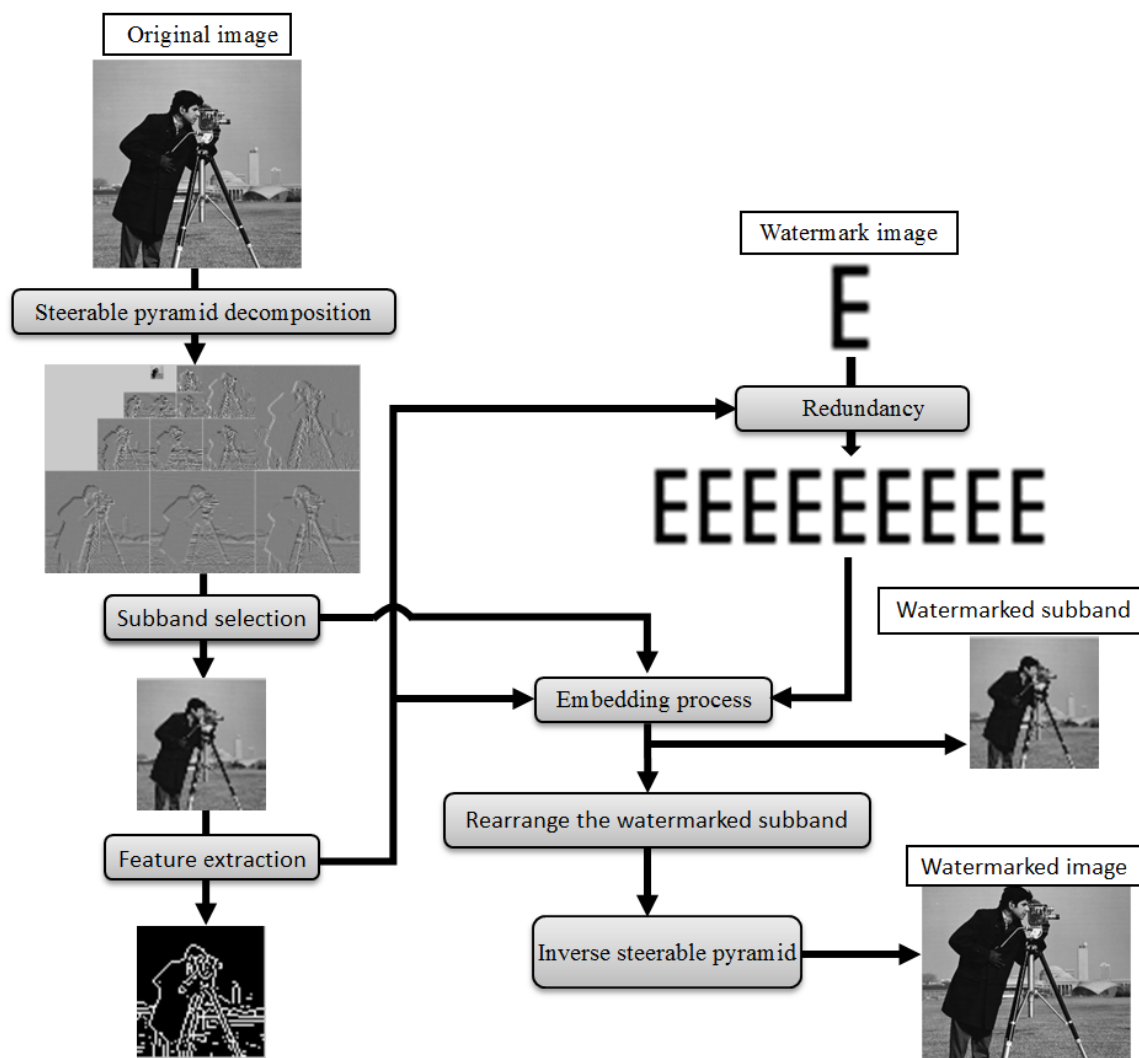 Original image
Steerable pyramid decomposition
Watermark image
E
Redundancy
EEEEEEEEE
Subband selection
Watermarked subband
Embedding process
Rearrange the watermarked subband
Feature extraction
Watermarked image
Inverse steerable pyramid